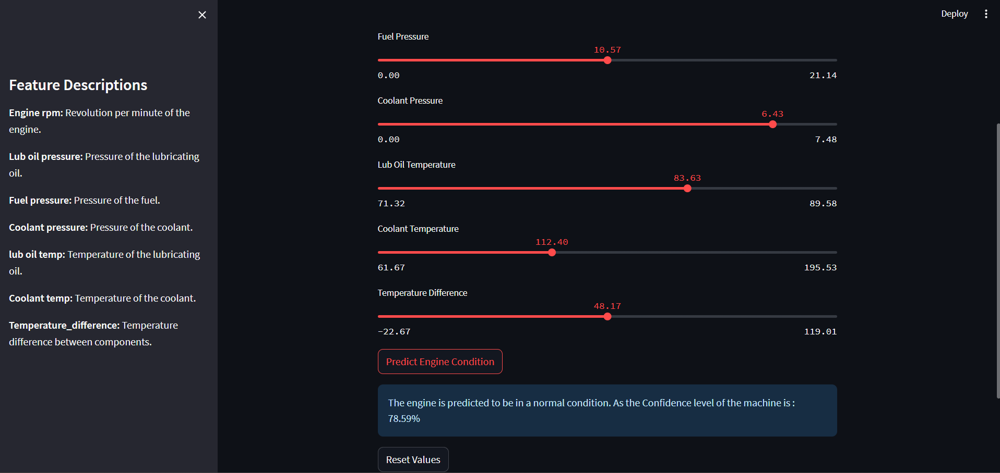 Feature Descriptions
Engine rpm: Revolution per minute of the
engine.
Lub oil pressure: Pressure of the lubricating
oil.
Fuel pressure: Pressure of the fuel.
Coolant pressure: Pressure of the coolant.
lub oil temp: Temperature of the lubricating
oil.
Coolant temp: Temperature of the coolant.
Temperature_difference: Temperature
difference between components.
Deploy
Fuel Pressure
10.57
0.00 21.14
Coolant Pressure
6.43
0.00 7.48
Lub Oil Temperature
83.63
71.32 89.58
Coolant Temperature
112.40
61.67 195.53
Temperature Difference
48.17
-22.67 119.01
Predict Engine Condition
The engine is predicted to be in a normal condition. As the Confidence level of the machine is :
78.59%
Reset Values